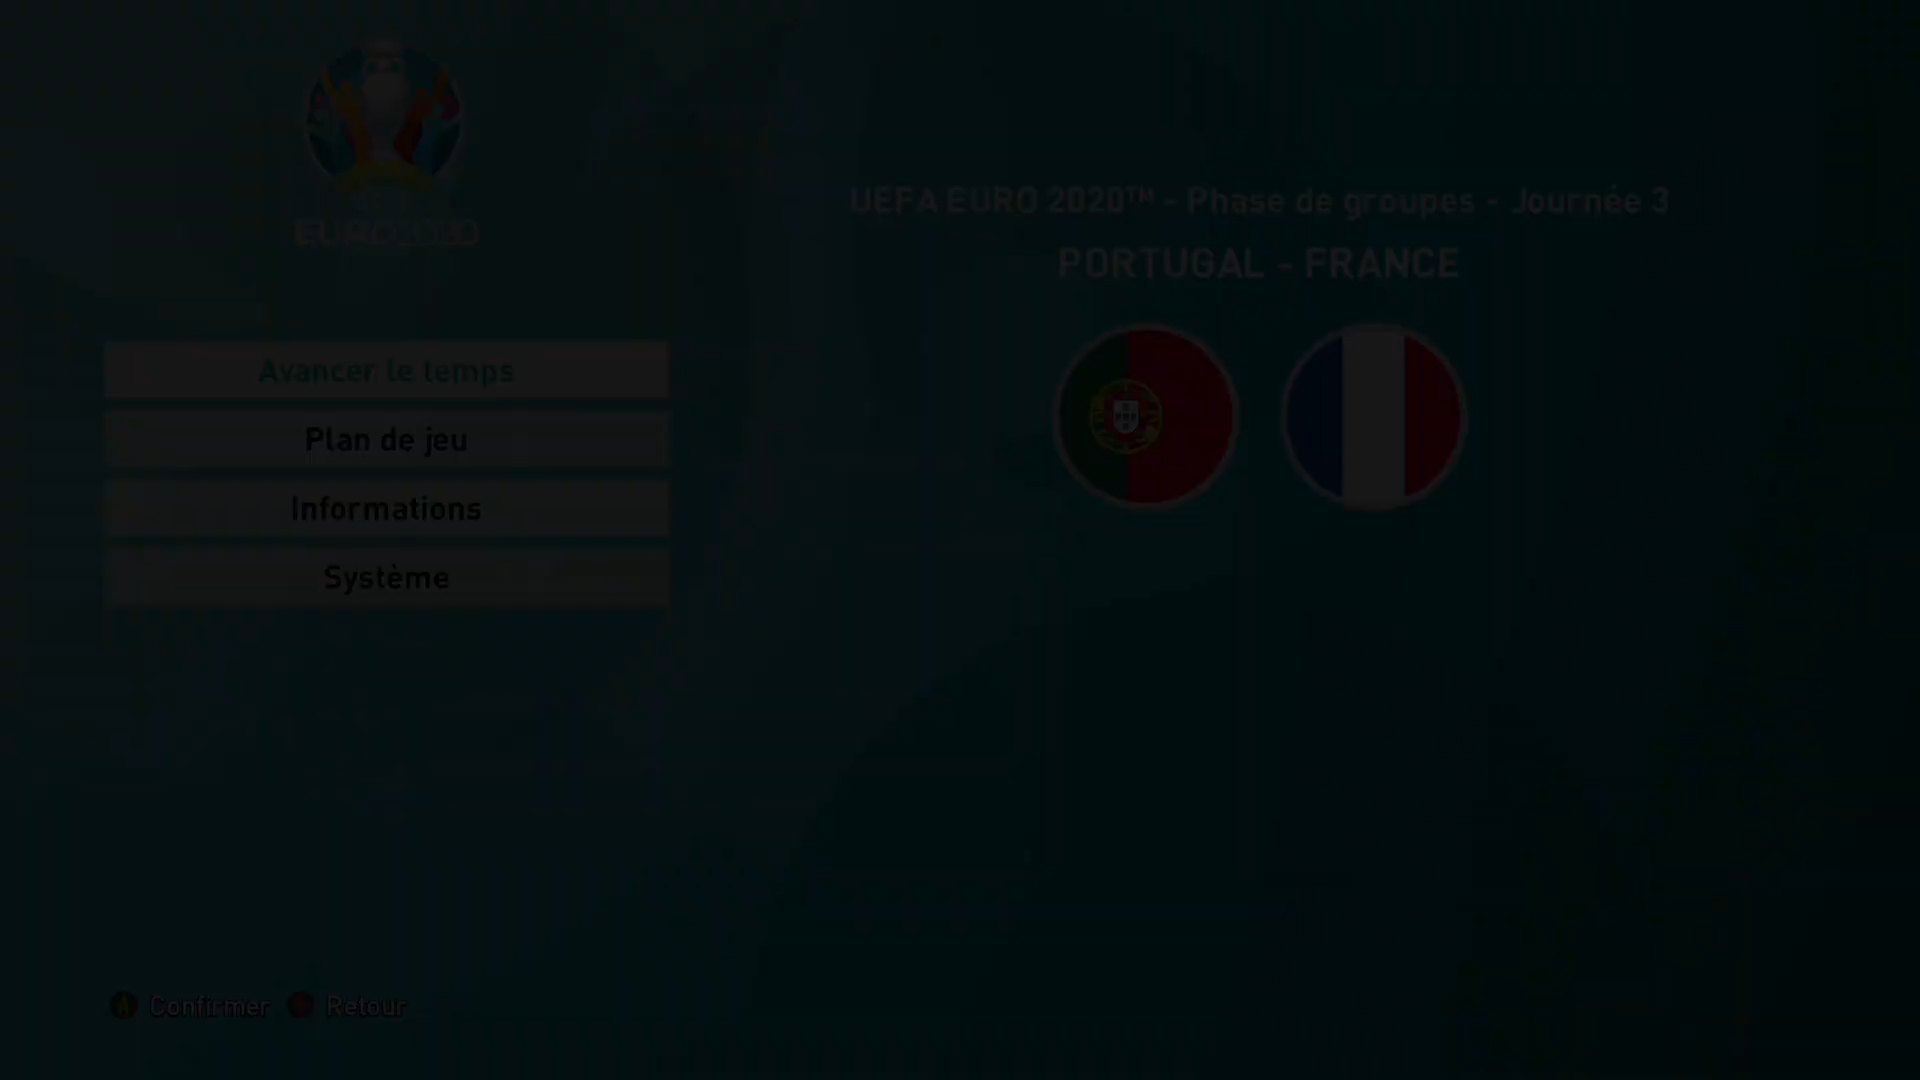 EURO2020
UEFA EURO 2020™ - Phase de groupes - Journée 3
PORTUGAL - FRANCE
Avancer le temps
Plan de jeu
Informations
Système
A Confirmer Retour